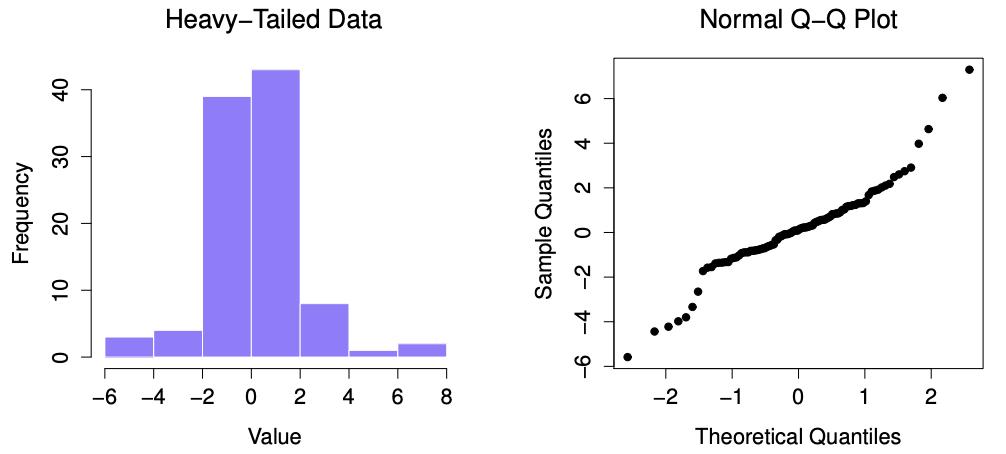 Heavy−Tailed Data
Frequency
40
30
20
10
0
−6 −4 −2 0 2 4 6 8
Value
Normal Q−Q Plot
Sample Quantiles
6
4
2
0
−2
−4
−6
−2 −1 0 1 2
Theoretical Quantiles